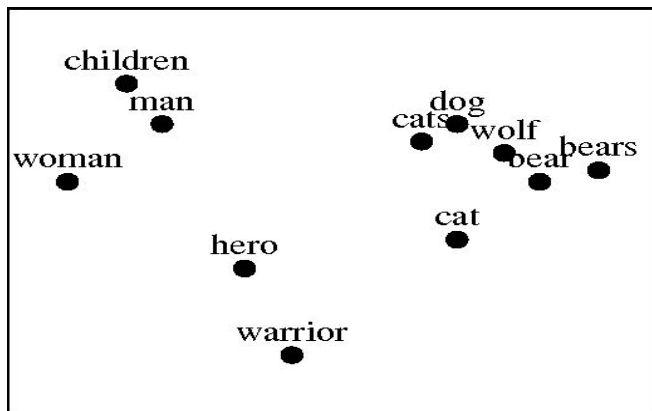 children
man
dog
cats
wolf
woman
bear
bears
cat
hero
warrior